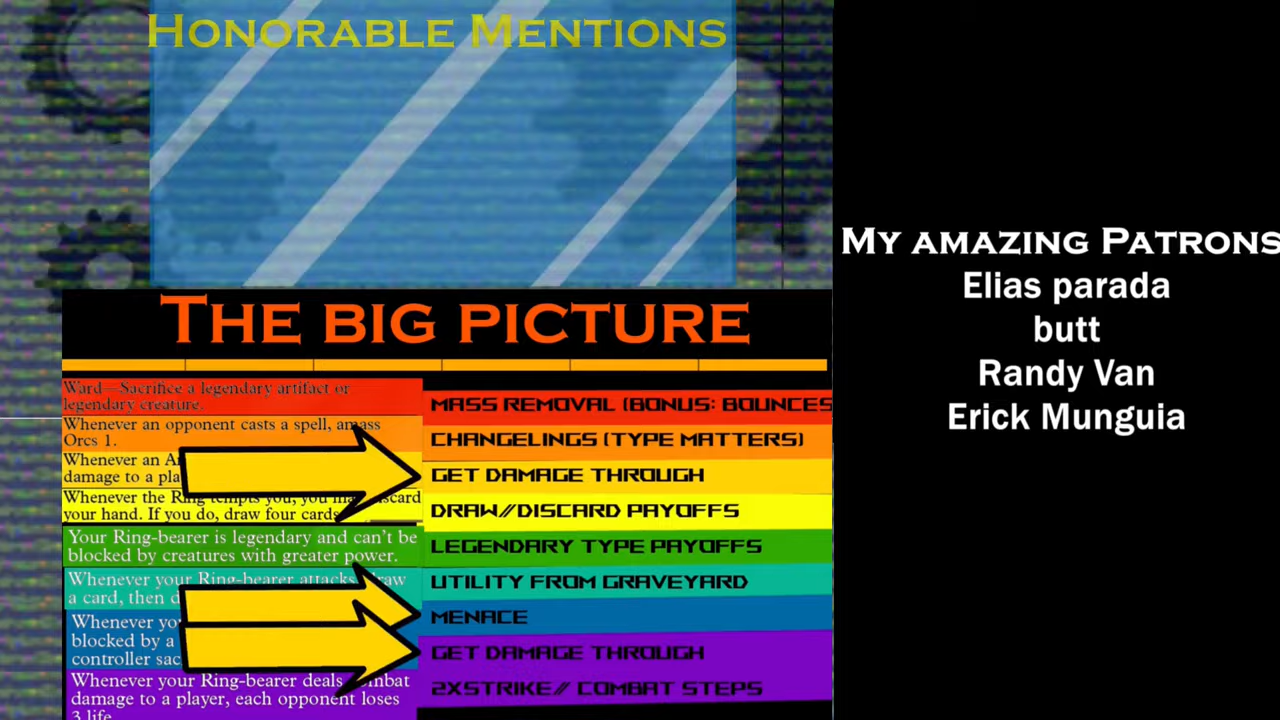 Honorable Mentions
The big picture
Ward—Sacrifice a legendary artifact or
legendary creature.
Whenever an opponent casts a spell, amass
Orcs 1.
Whenever an
damage to a
Whenever the Ring tempts you, you may discard
your hand. If you do, draw four cards
Your Ring-bearer is legendary and can't be
blocked by creatures with greater power.
Whenever your Ring-bearer attacks, draw
a card, then
Whenever
blocked by a
controller
Whenever your Ring-bearer deals combat
damage to a player, each opponent loses
3 life.
MASS REMOVAL (BONUS: BOUNCES
CHANGELINGS (TYPE MATTERS)
GET DAMAGE THROUGH
DRAW//DISCARD PAYOFFS
LEGENDARY TYPE PAYOFFS
UTILITY FROM GRAVEYARD
MENACE
GET DAMAGE THROUGH
2XSTRIKE// COMBAT STEPS
My amazing Patrons
Elias parada
butt
Randy Van
Erick Munguia